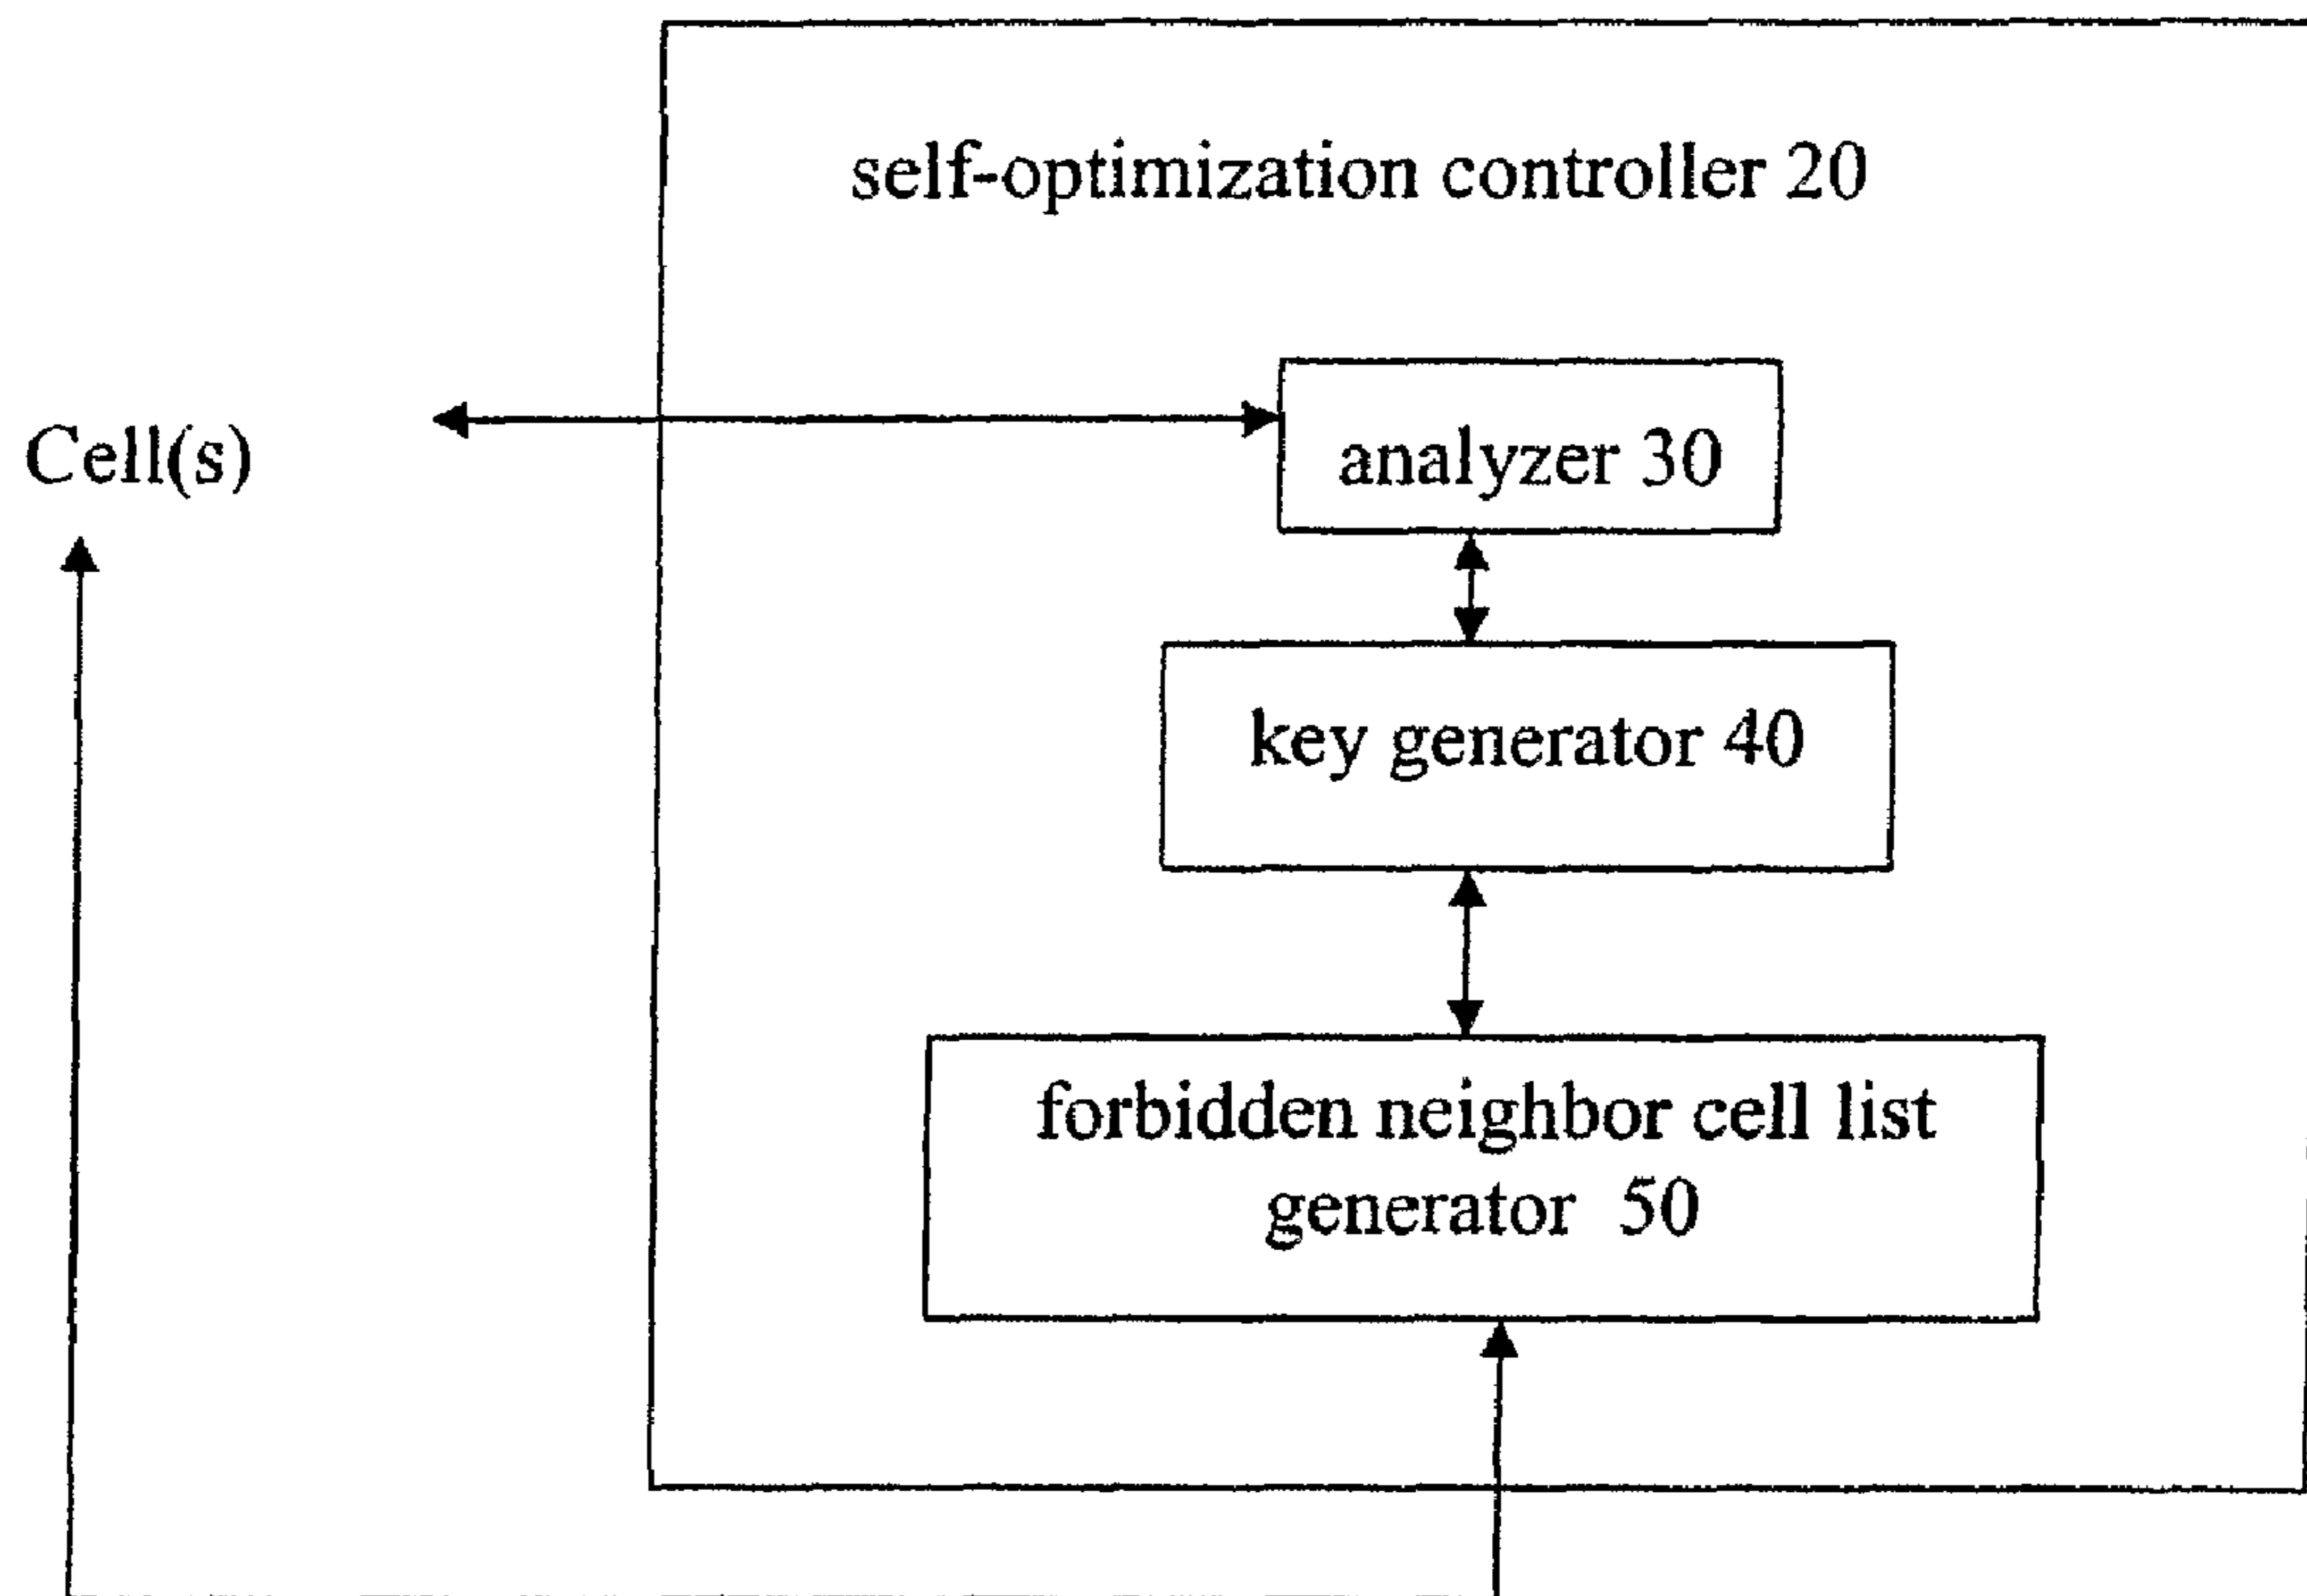 self-optimization controller 20
Cell(s)
analyzer 30
key generator 40
forbidden neighbor cell list
generator 50